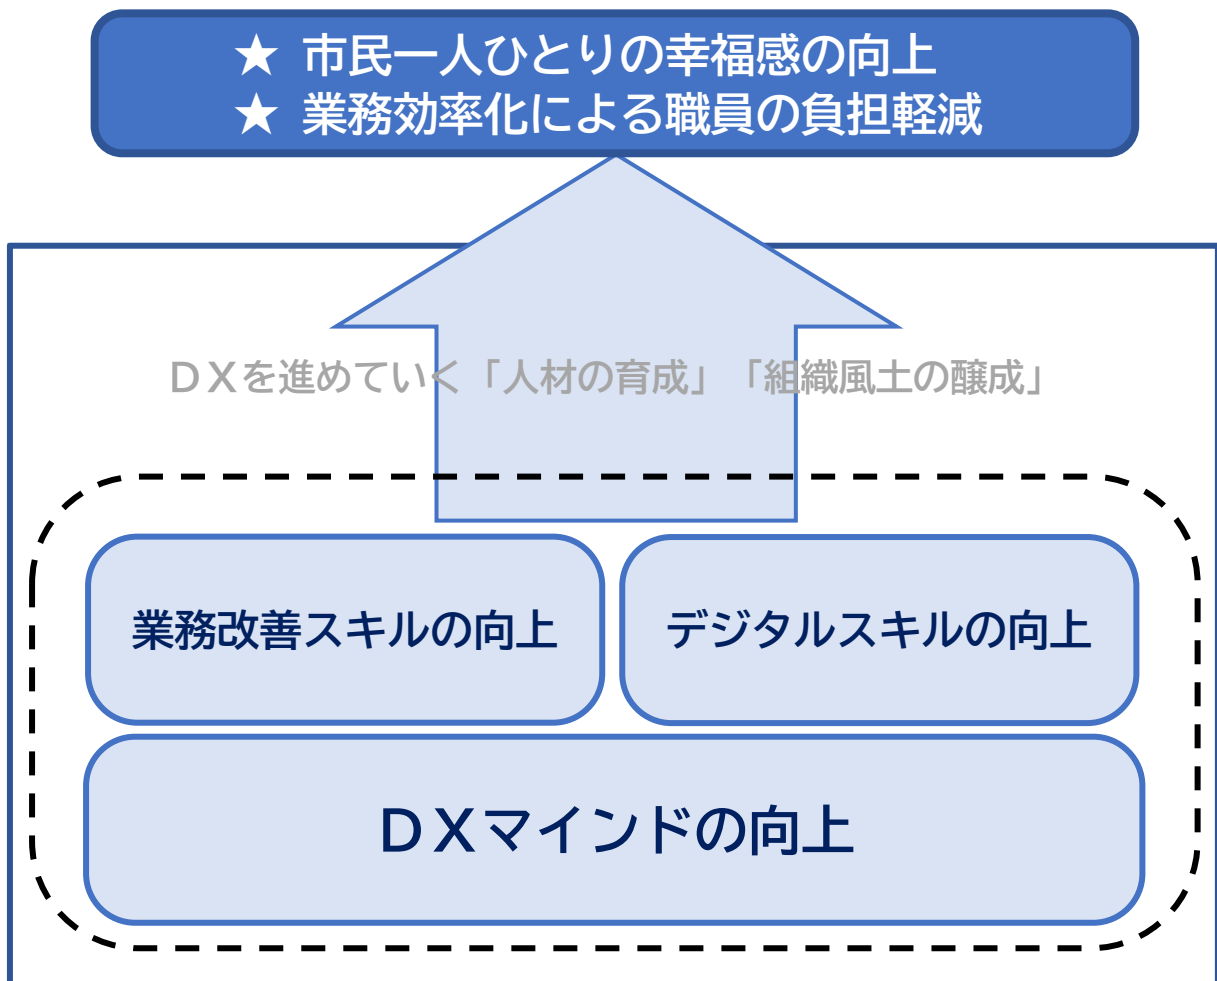 ★ 市民一人ひとりの幸福感の向上
★ 業務効率化による職員の負担軽減
ＤＸを進めていく「人材の育成」「組織風土の醸成」
業務改善スキルの向上
デジタルスキルの向上
ＤＸマインドの向上